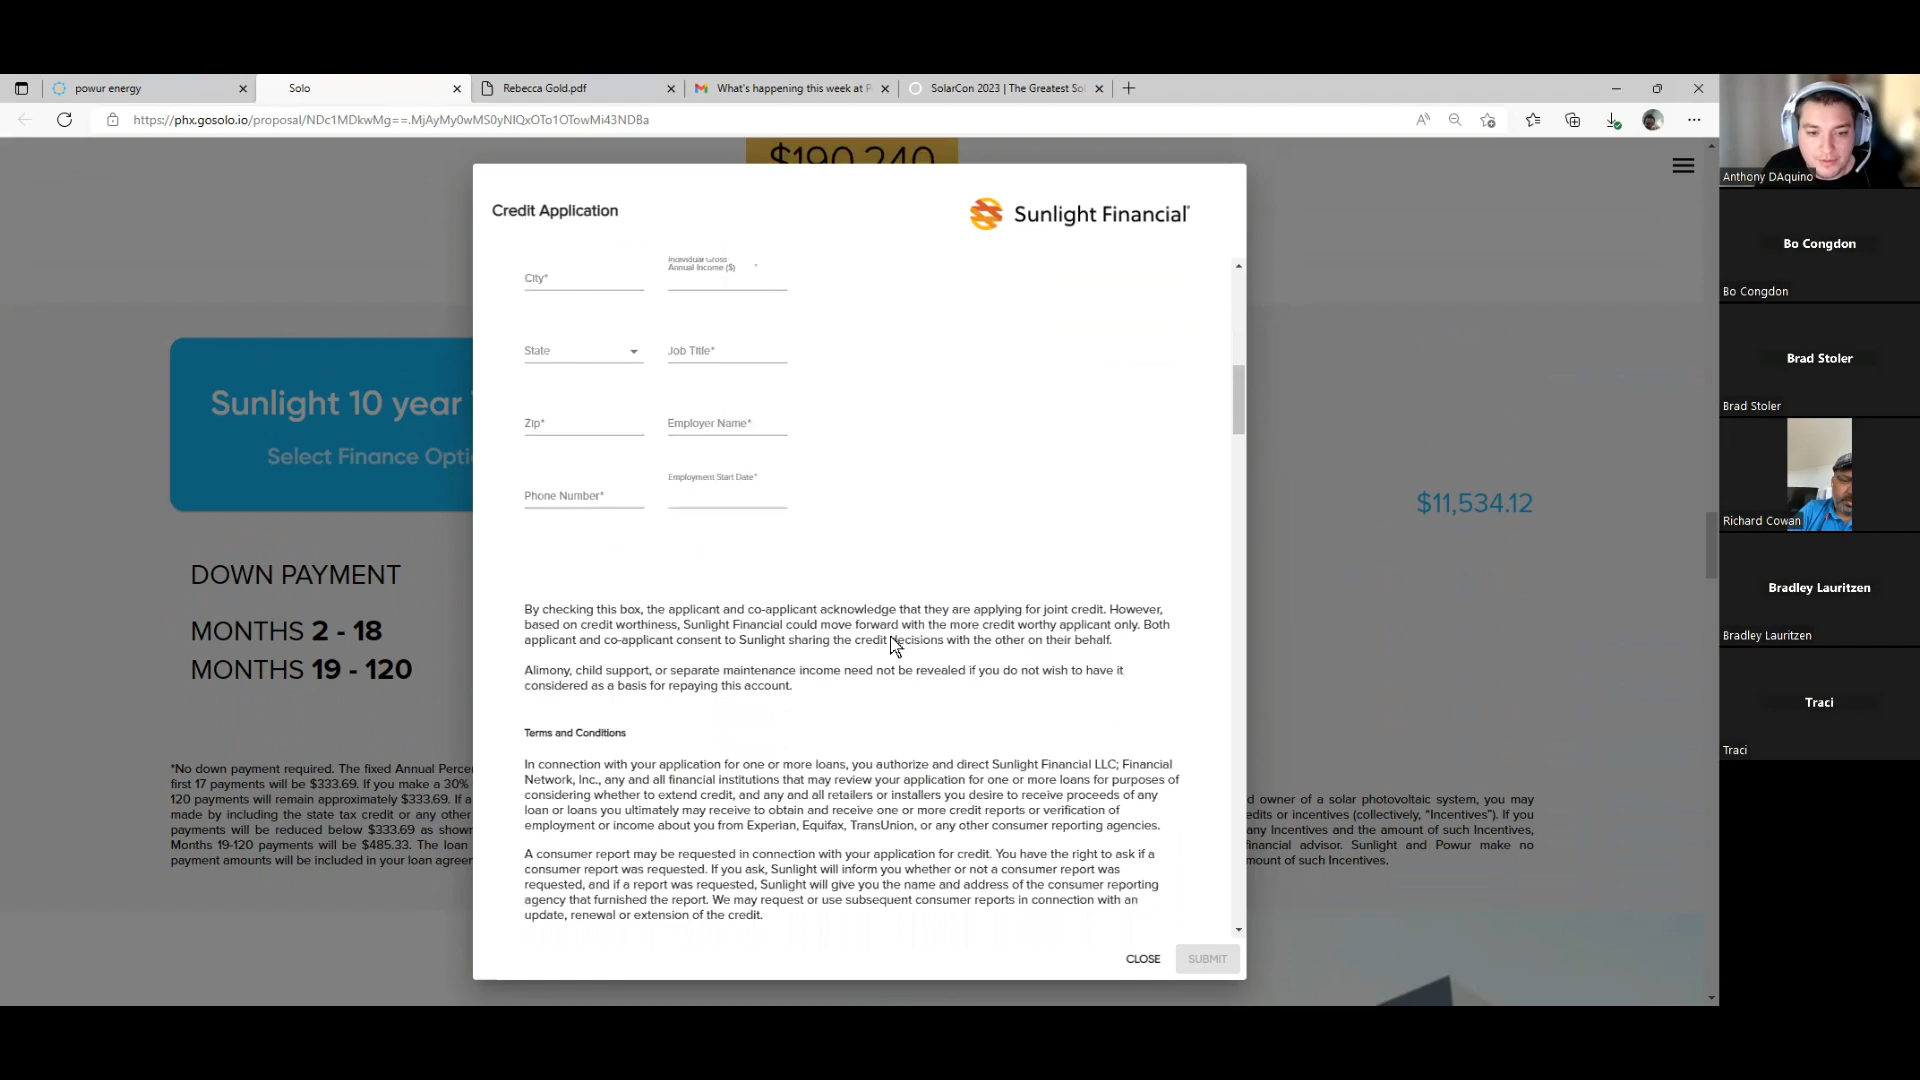 powur energy
Solo
Rebecca Gold.pdf
What's happening this week at P
SolarCon 2023 | The Greatest Sol
https://phx.gosolo.io/proposal/NDc1MDkwMg==.MjAyMy0wMS0yNlQxOTo1OTowMi43NDBa
$190,240
Credit Application
Sunlight Financial
City*
Individual Gross
Annual Income ($) *
State
Job Title*
Zip*
Employer Name*
Employment Start Date*
Phone Number*
By checking this box, the applicant and co-applicant acknowledge that they are applying for joint credit. However,
based on credit worthiness, Sunlight Financial could move forward with the more credit worthy applicant only. Both
applicant and co-applicant consent to Sunlight sharing the credit decisions with the other on their behalf.
Alimony, child support, or separate maintenance income need not be revealed if you do not wish to have it
considered as a basis for repaying this account.
Terms and Conditions
In connection with your application for one or more loans, you authorize and direct Sunlight Financial LLC; Financial
Network, Inc., any and all financial institutions that may review your application for one or more loans for purposes of
considering whether to extend credit, and any and all retailers or installers you desire to receive proceeds of any
loan or loans you ultimately may receive to obtain and receive one or more credit reports or verification of
employment or income about you from Experian, Equifax, TransUnion, or any other consumer reporting agencies.
A consumer report may be requested in connection with your application for credit. You have the right to ask if a
consumer report was requested. If you ask, Sunlight will inform you whether or not a consumer report was
requested, and if a report was requested, Sunlight will give you the name and address of the consumer reporting
agency that furnished the report. We may request or use subsequent consumer reports in connection with an
update, renewal or extension of the credit.
CLOSE
SUBMIT
Sunlight 10 year
Select Finance Optio
DOWN PAYMENT
MONTHS 2 - 18
MONTHS 19 - 120
$11,534.12
*No down payment required. The fixed Annual Perce
first 17 payments will be $333.69. If you make a 30%
120 payments will remain approximately $333.69. If a
made by including the state tax credit or any other
payments will be reduced below $333.69 as show
Months 19-120 payments will be $485.33. The loan
payment amounts will be included in your loan agree
d owner of a solar photovoltaic system, you may
edits or incentives (collectively, “Incentives”). If you
any Incentives and the amount of such Incentives,
financial advisor. Sunlight and Powur make no
mount of such Incentives.
Anthony DAquino
Bo Congdon
Bo Congdon
Brad Stoler
Brad Stoler
Richard Cowan
Bradley Lauritzen
Bradley Lauritzen
Traci
Traci